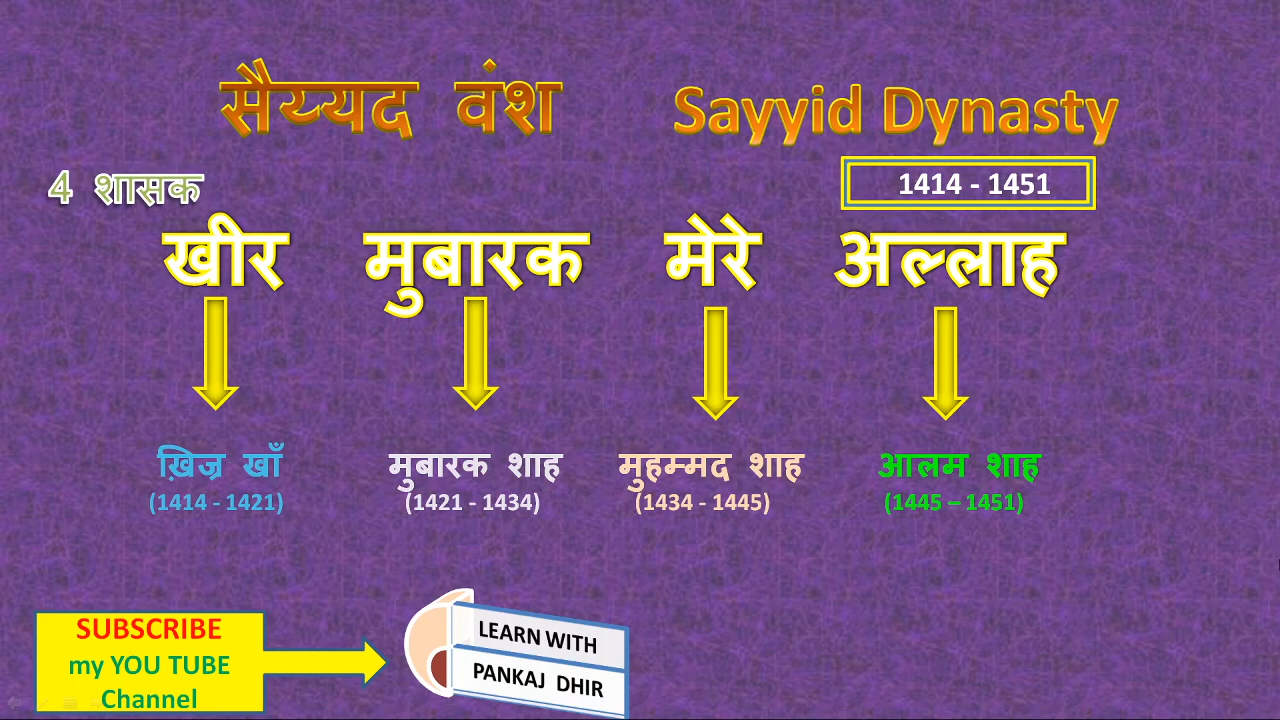 सैय्यद वंश Sayyid Dynasty
4 शासक
1414 - 1451
खीर मुबारक मेरे अल्लाह
ख़िज्र खाँ मुबारक शाह मुहम्मद शाह आलम शाह
(1414 - 1421) (1421 - 1434) (1434 - 1445) (1445 – 1451)
SUBSCRIBE
my YOU TUBE
Channel
LEARN WITH
PANKAJ DHIR